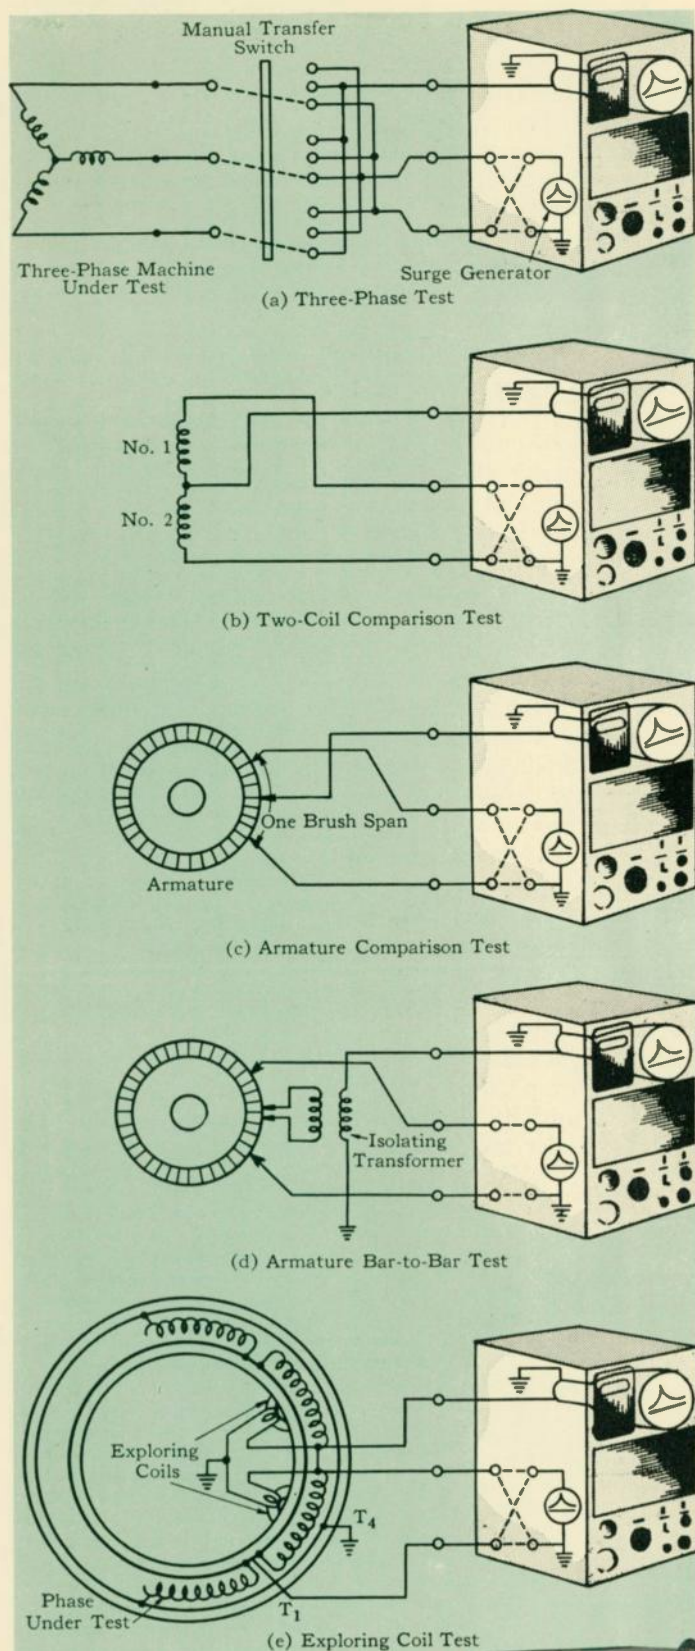 Manual Transfer
Switch
Three-Phase Machine
Under Test
Surge Generator
(a) Three-Phase Test
No. 1
No. 2
(b) Two-Coil Comparison Test
One Brush Span
Armature
(c) Armature Comparison Test
Isolating
Transformer
(d) Armature Bar-to-Bar Test
Exploring
Coils
T4
Phase
Under Test
T1
(e) Exploring Coil Test